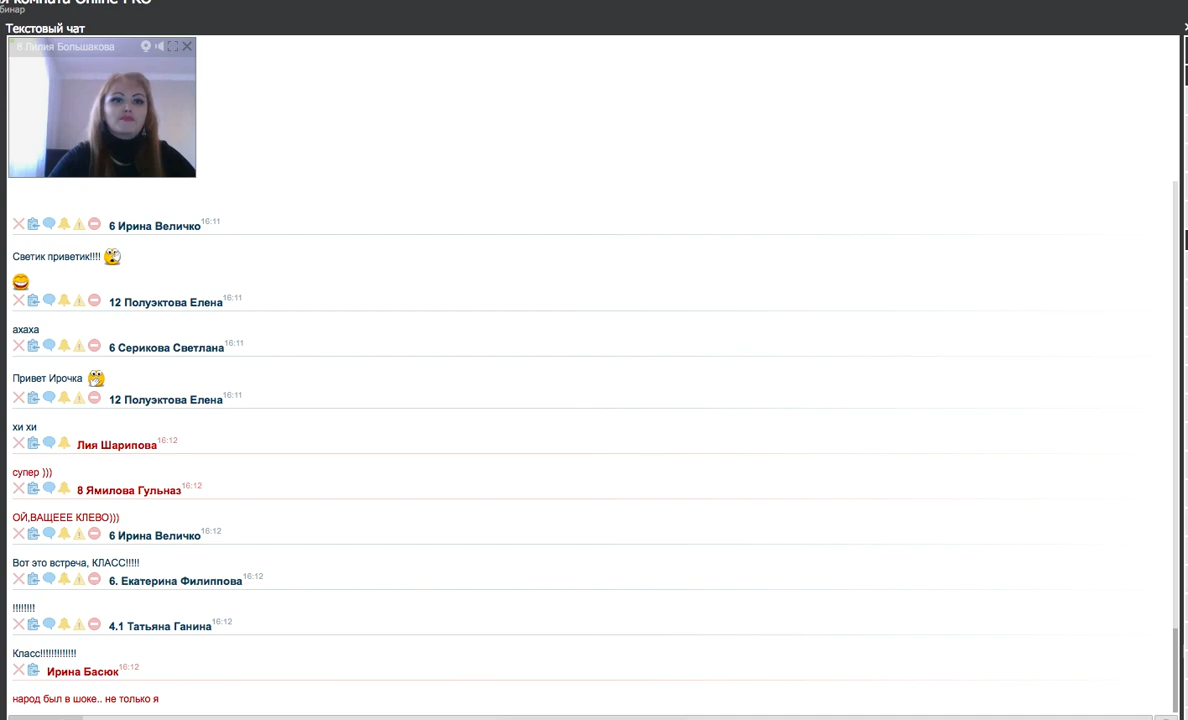 я комната Online PRO
бинар
Текстовый чат
8 Лилия Большакова
6 Ирина Величко 16:11
Светик приветик!!!!
12 Полуэктова Елена 16:11
ахаха
6 Серикова Светлана 16:11
Привет Ирочка
12 Полуэктова Елена 16:11
хи хи
Лия Шарипова 16:12
супер )))
8 Ямилова Гульназ 16:12
ОЙ,ВАЩЕЕЕ КЛЕВО)))
6 Ирина Величко 16:12
Вот это встреча, КЛАСС!!!!!
6. Екатерина Филиппова 16:12
!!!!!!!!
4.1 Татьяна Ганина 16:12
Класс!!!!!!!!!!!!!
Ирина Басюк 16:12
народ был в шоке.. не только я